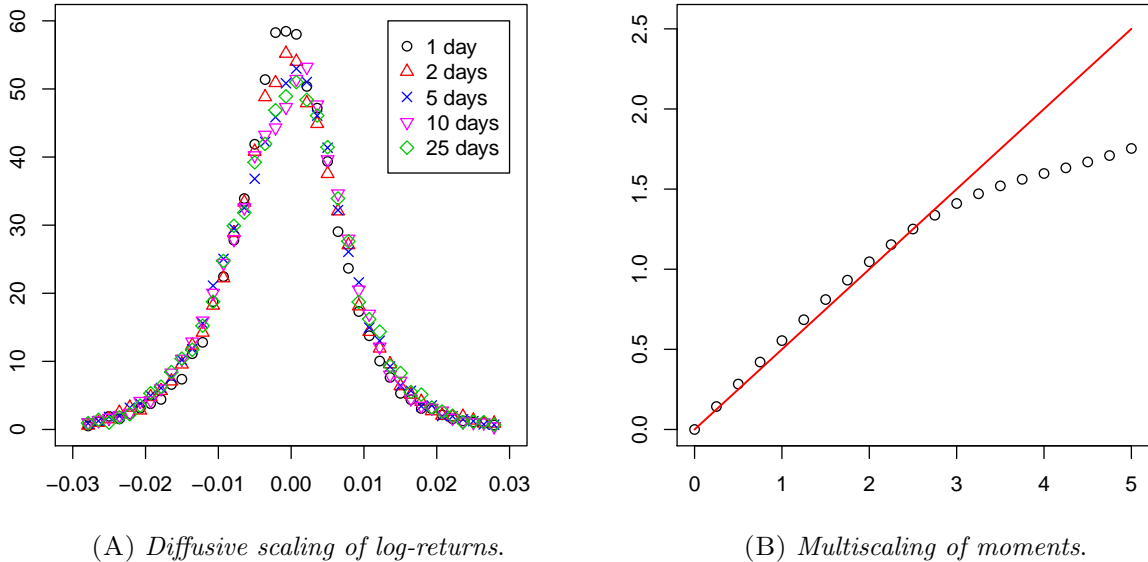 60
50
40
30
20
10
0
1 day
2 days
5 days
10 days
25 days
−0.03 −0.02 −0.01 0.00 0.01 0.02 0.03
(A) Diffusive scaling of log-returns.
2.5
2.0
1.5
1.0
0.5
0.0
0 1 2 3 4 5
(B) Multiscaling of moments.